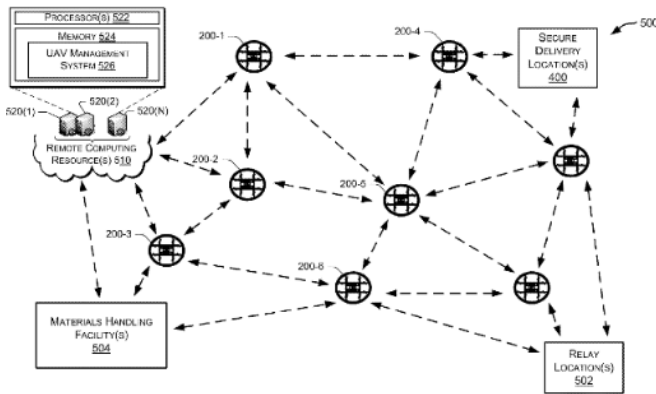 PROCESSOR(S) 522
MEMORY 524
UAV MANAGEMENT
SYSTEM 526
520(1)
520(2)
520(N)
REMOTE COMPUTING
RESOURCE(S) 510
200-1
200-4
SECURE
DELIVERY
LOCATION(S)
400
500
200-2
200-5
200-3
200-6
MATERIALS HANDLING
FACILITY(S)
504
RELAY
LOCATION(S)
502